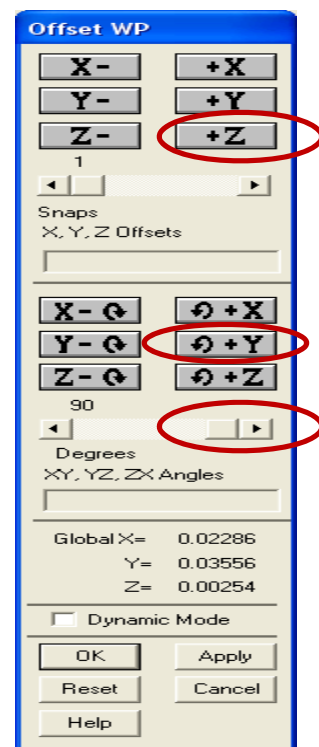 Offset WP
X- +X
Y- +Y
Z- +Z
1
Snaps
X, Y, Z Offsets
X- ↻ ↺ +X
Y- ↻ ↺ +Y
Z- ↻ ↺ +Z
90
Degrees
XY, YZ, ZX Angles
Global X= 0.02286
Y= 0.03556
Z= 0.00254
Dynamic Mode
OK Apply
Reset Cancel
Help